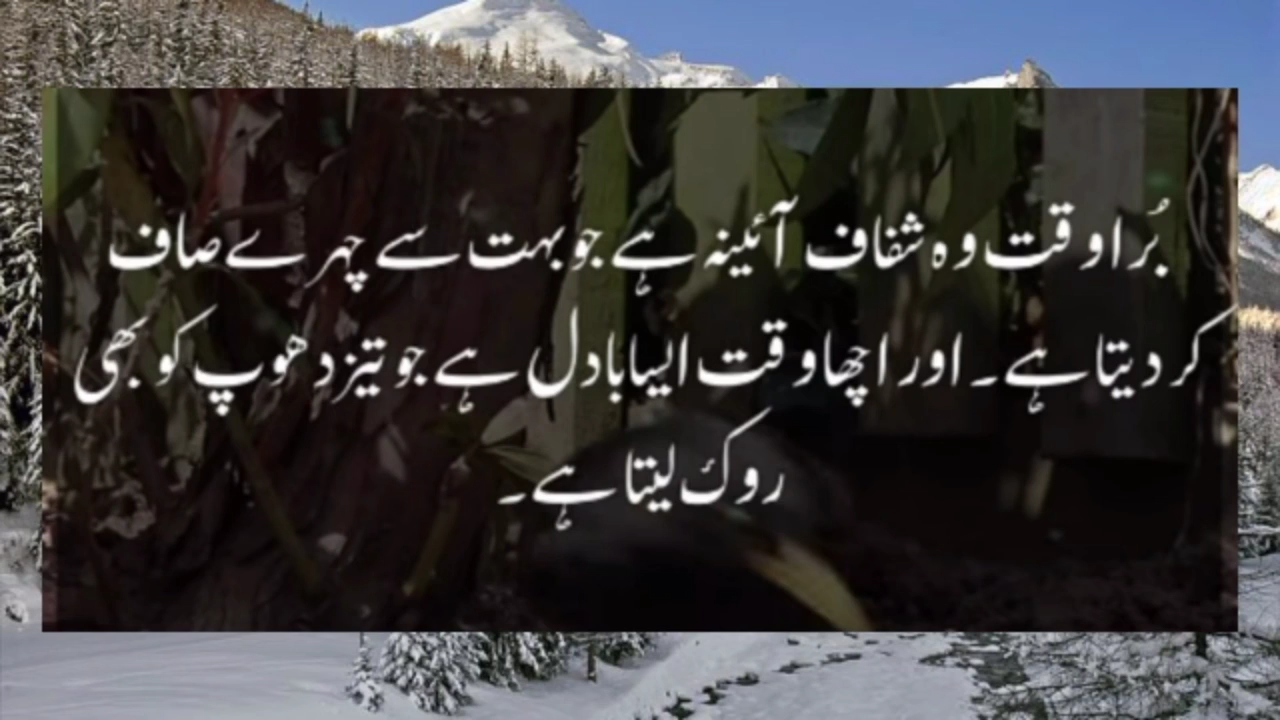 بُرا وقت وہ شفاف آئینہ ہے جو بہت سے چہرے صاف
کر دیتا ہے۔ اور اچھا وقت ایسا بادل ہے جو تیز دھوپ کو بھی
روک لیتا ہے۔